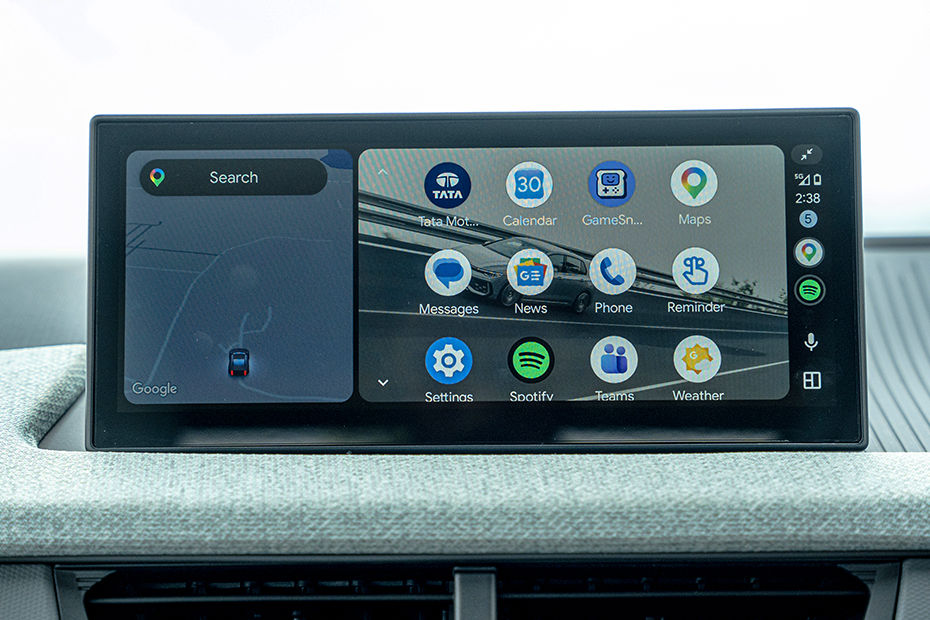 Search
Google
TATA
30
Tata Mot...
Calendar
GameSn...
Maps
GE
Messages
News
Phone
Reminder
G
Settings
Spotify
Teams
Weather
5G
2:38
5